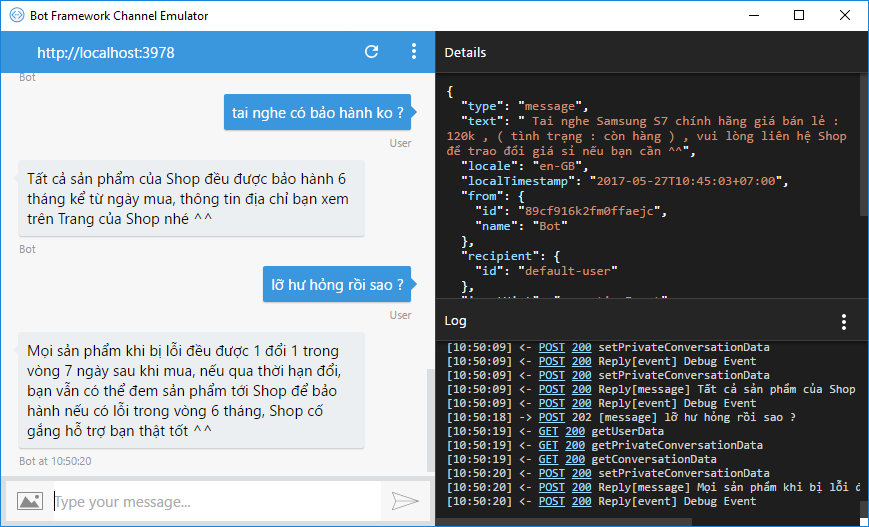 Bot Framework Channel Emulator
http://localhost:3978
Bot
tai nghe có bảo hành ko ?
User
Tất cả sản phẩm của Shop đều được bảo hành 6
tháng kể từ ngày mua, thông tin địa chỉ bạn xem
trên Trang của Shop nhé ^^
Bot
lỡ hư hỏng rồi sao ?
User
Mọi sản phẩm khi bị lỗi đều được 1 đổi 1 trong
vòng 7 ngày sau khi mua, nếu qua thời hạn đổi,
bạn vẫn có thể đem sản phẩm tới Shop để bảo
hành nếu có lỗi trong vòng 6 tháng, Shop cố
gắng hỗ trợ bạn thật tốt ^^
Bot at 10:50:20
Type your message...
Details
{
"type": "message",
"text": " Tai nghe Samsung S7 chính hãng giá bán lẻ :
120k , ( tình trạng : còn hàng ) , vui lòng liên hệ Shop
để trao đổi giá sỉ nếu bạn cần ^^",
"locale": "en-GB",
"localTimestamp": "2017-05-27T10:45:03+07:00",
"from": {
"id": "89cf916k2fm0ffaejc",
"name": "Bot"
},
"recipient": {
"id": "default-user"
},
Log
[10:50:09] <- POST 200 setPrivateConversationData
[10:50:09] <- POST 200 Reply[event] Debug Event
[10:50:09] <- POST 200 setPrivateConversationData
[10:50:09] <- POST 200 Reply[message] Tất cả sản phẩm của Shop
[10:50:09] <- POST 200 Reply[event] Debug Event
[10:50:18] -> POST 202 [message] lỡ hư hỏng rồi sao ?
[10:50:19] <- GET 200 getUserData
[10:50:19] <- GET 200 getPrivateConversationData
[10:50:19] <- GET 200 getConversationData
[10:50:20] <- POST 200 setPrivateConversationData
[10:50:20] <- POST 200 Reply[message] Mọi sản phẩm khi bị lỗi
[10:50:20] <- POST 200 Reply[event] Debug Event